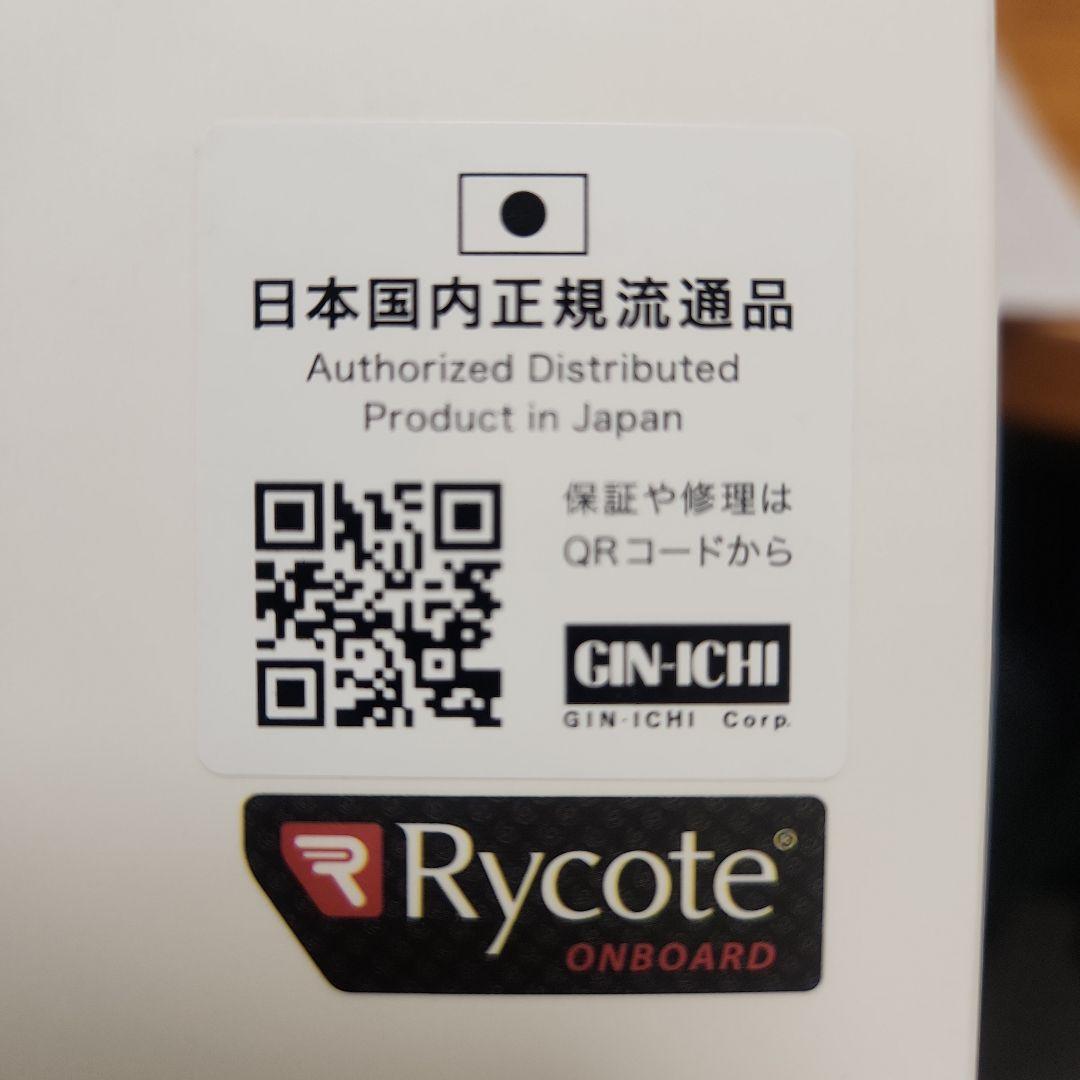 日本国内正規流通品
Authorized Distributed
Product in Japan
保証や修理は
QRコードから
GIN-ICHI
GIN-ICHI Corp.
Rycote®
ONBOARD